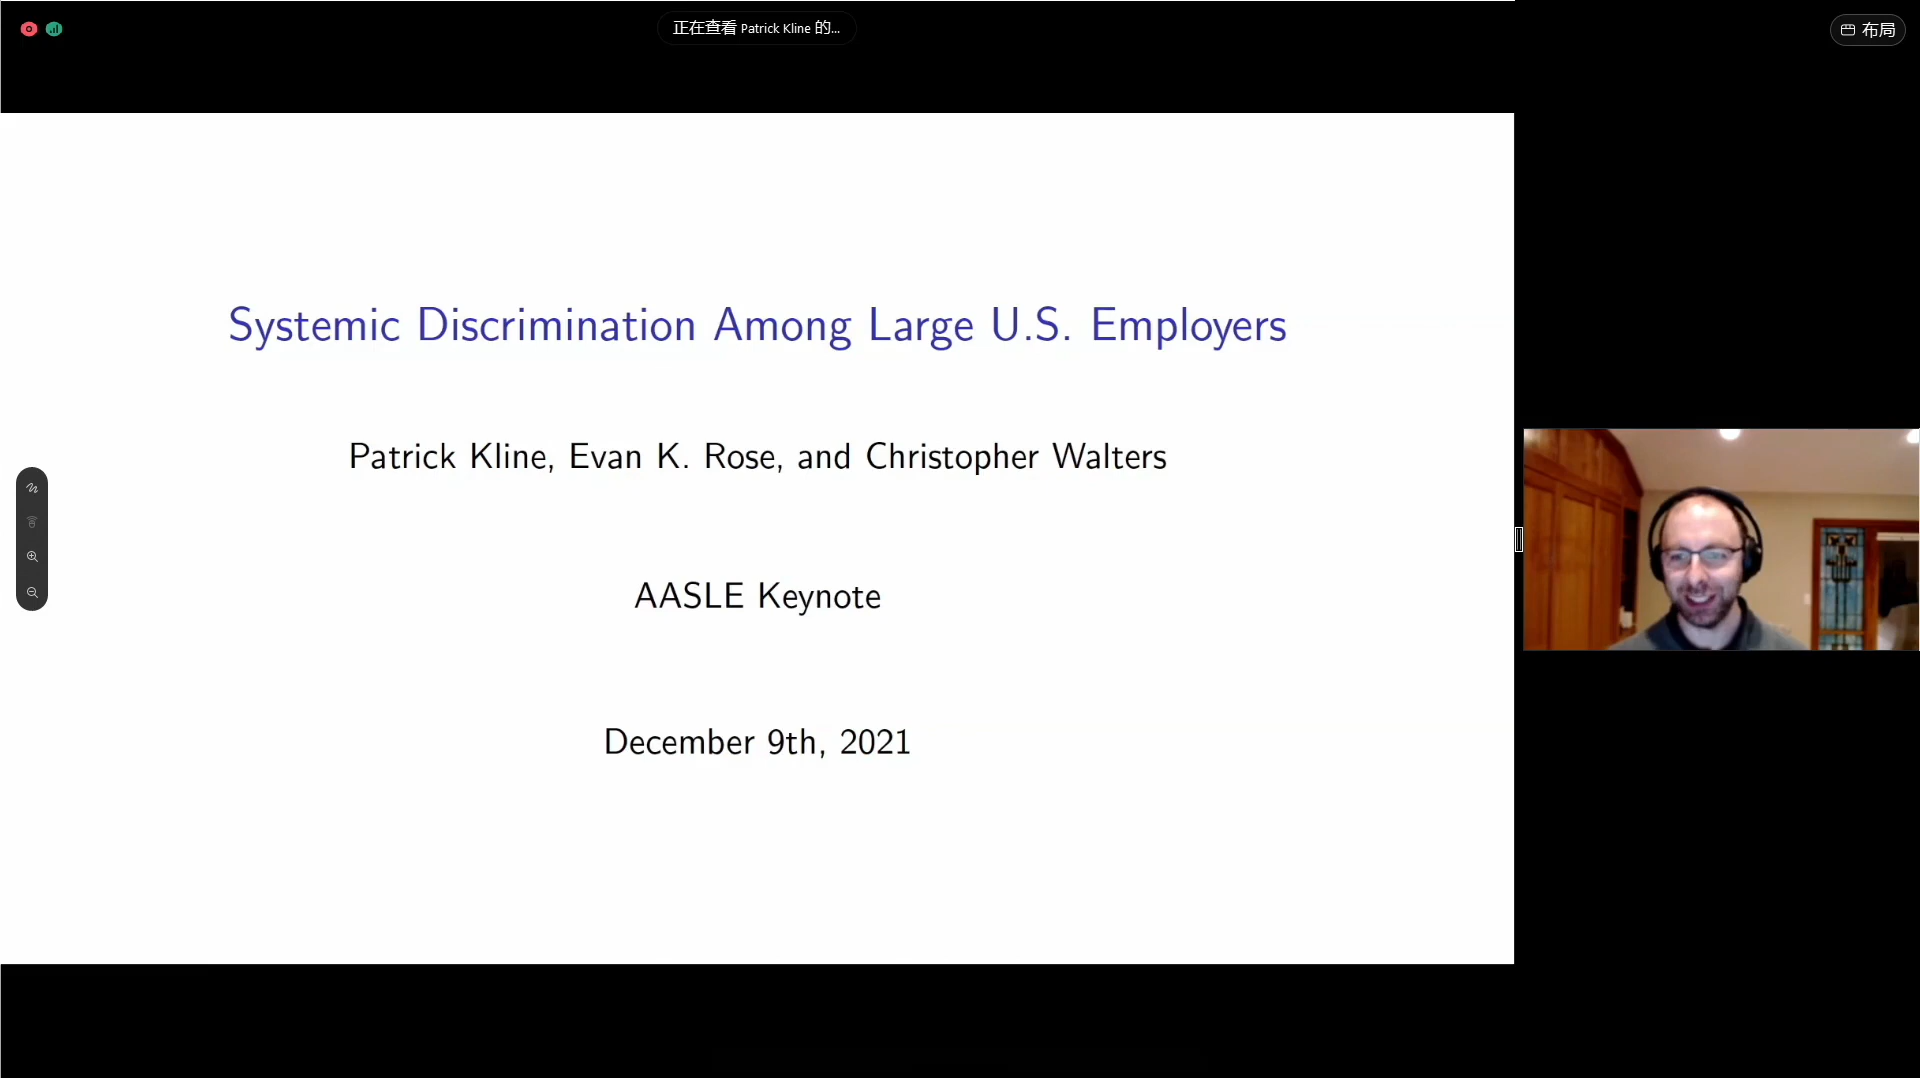 正在查看 Patrick Kline 的...
布局
Systemic Discrimination Among Large U.S. Employers
Patrick Kline, Evan K. Rose, and Christopher Walters
AASLE Keynote
December 9th, 2021